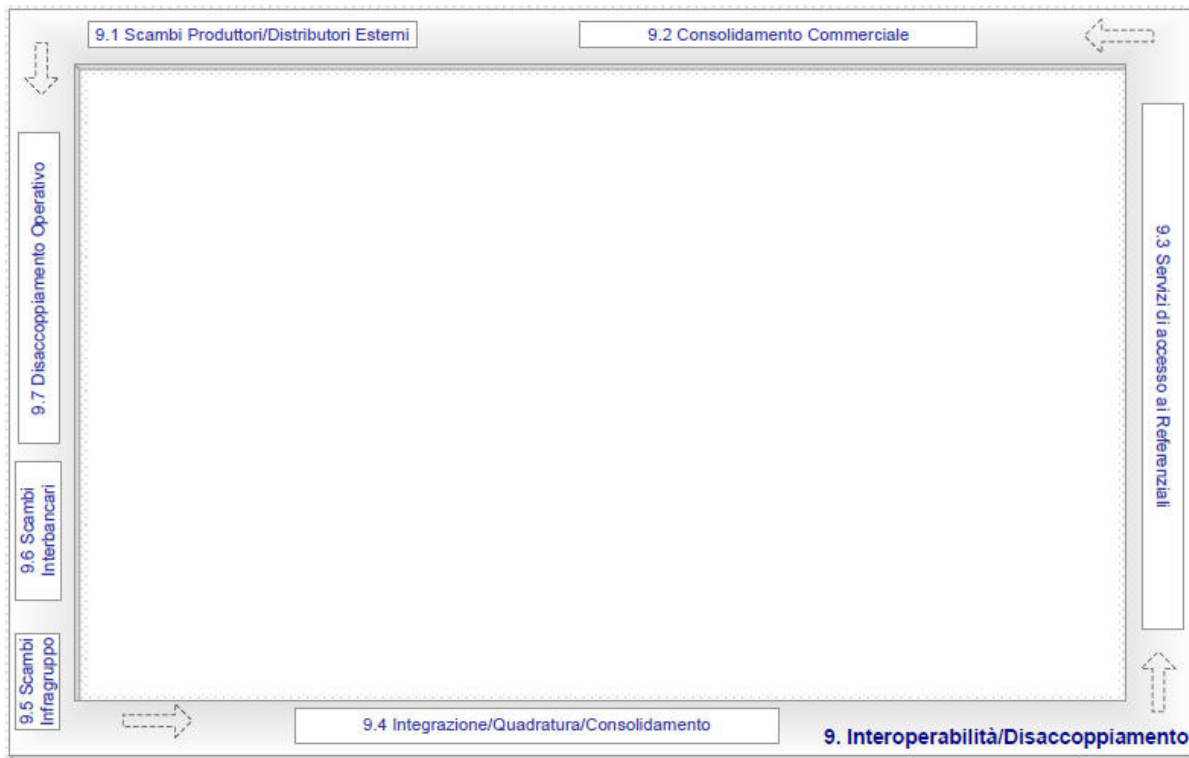 9.1 Scambi Produttori/Distributori Esterni
9.2 Consolidamento Commerciale
9.7 Disaccoppiamento Operativo
9.3 Servizi di accesso ai Referenziali
9.6 Scambi
Interbancari
9.5 Scambi
Infragruppo
9.4 Integrazione/Quadratura/Consolidamento
9. Interoperabilità/Disaccoppiamento